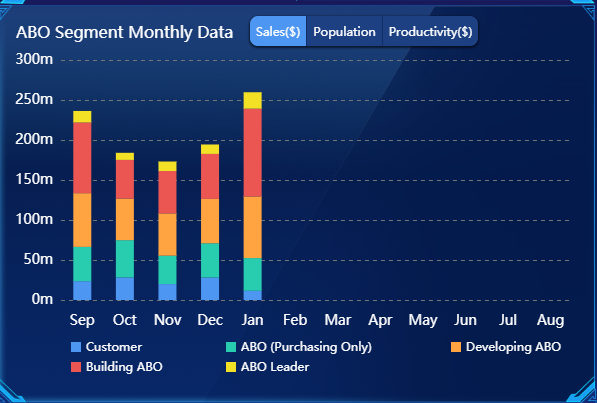 ABO Segment Monthly Data Sales($) Population Productivity($)
300m
250m
200m
150m
100m
50m
0m
Sep Oct Nov Dec Jan Feb Mar Apr May Jun Jul Aug
Customer ABO (Purchasing Only) Developing ABO
Building ABO ABO Leader